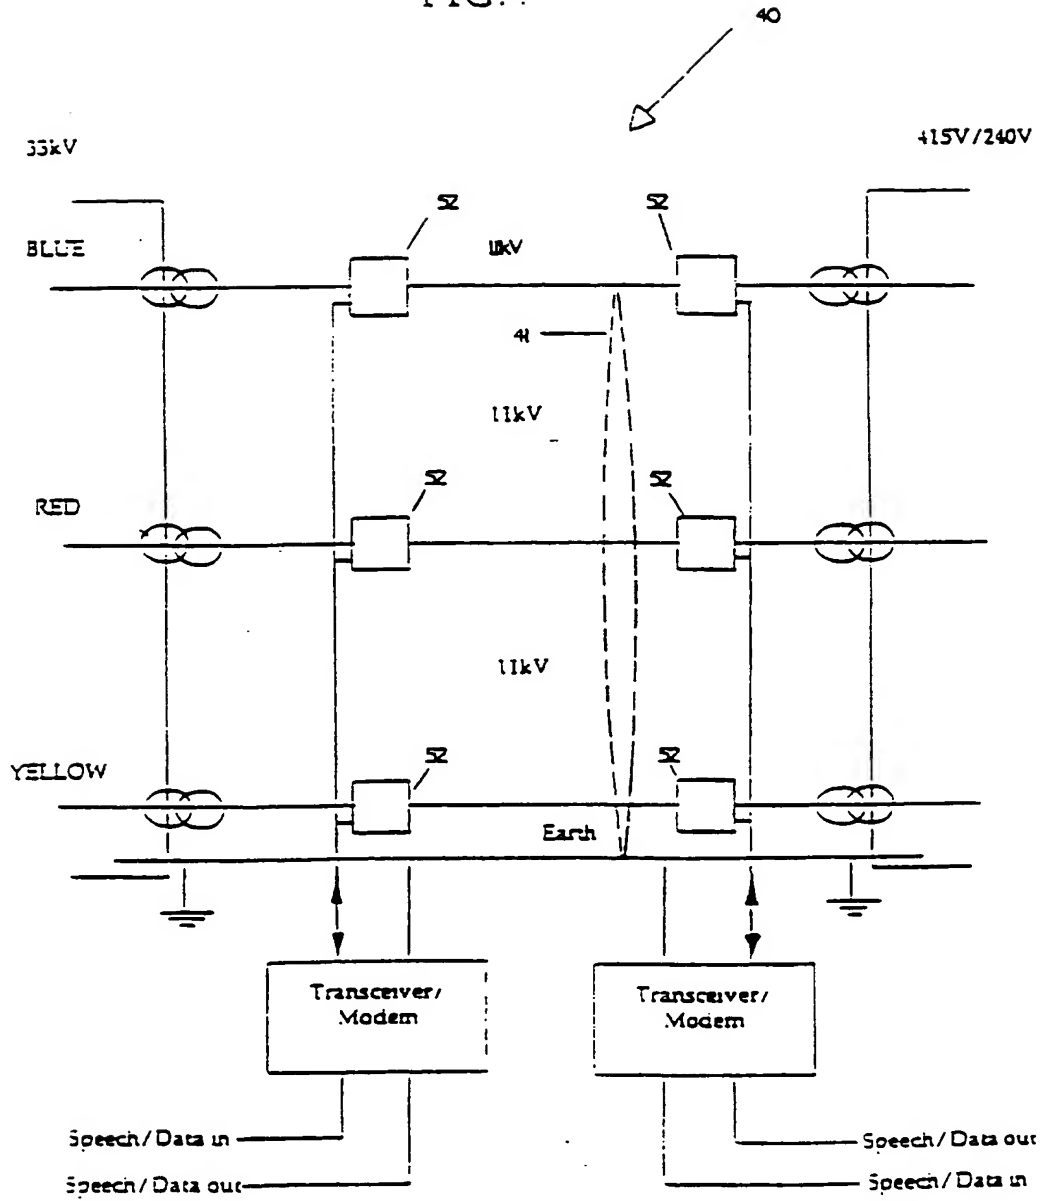 FIG.
40
33kV
415V/240V
52
52
BLUE
11kV
41
11kV
52
52
RED
11kV
52
52
YELLOW
Earth
Transceiver/
Modem
Transceiver/
Modem
Speech/Data in
Speech/Data out
Speech/Data out
Speech/Data in